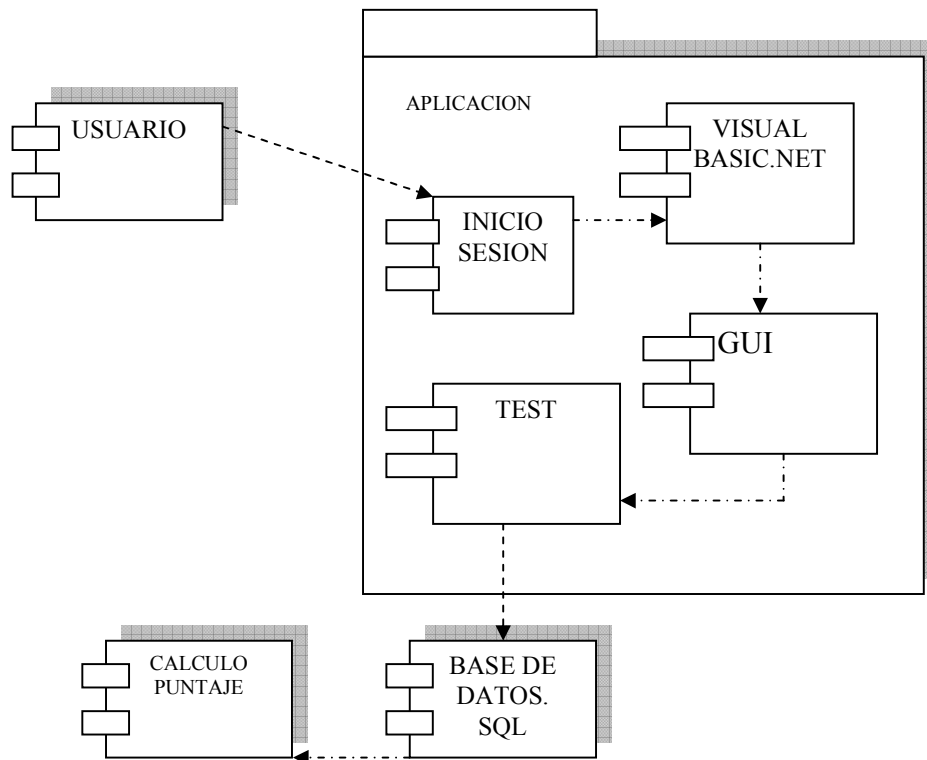 USUARIO
APLICACION
VISUAL
BASIC.NET
INICIO
SESION
GUI
TEST
CALCULO
PUNTAJE
BASE DE
DATOS.
SQL